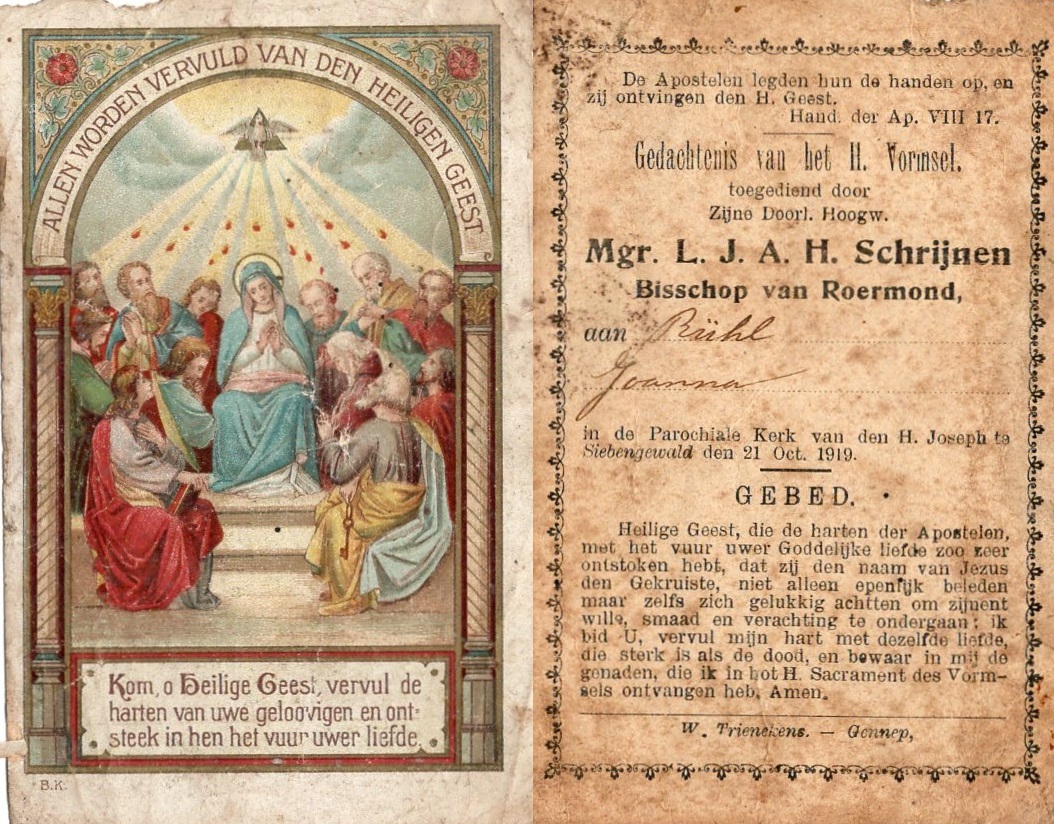 ALLEN WORDEN VERVULD VAN DEN HEILIGEN GEEST
Kom, o Heilige Geest, vervul de
harten van uwe geloovigen en ont-
steek in hen het vuur uwer liefde.
B.K.
De Apostelen legden hun de handen op, en
zij ontvingen den H. Geest.
Hand. der Ap. VIII 17.
Gedachtenis van het H. Vormsel,
toegediend door
Zijne Doorl. Hoogw.
Mgr. L. J. A. H. Schrijnen
Bisschop van Roermond,
aan Rühl
Joanna
in de Parochiale Kerk van den H. Joseph te
Siebengewald den 21 Oct. 1919.
GEBED.
Heilige Geest, die de harten der Apostelen,
met het vuur uwer Goddelijke liefde zoo zeer
ontstoken hebt, dat zij den naam van Jezus
den Gekruiste, niet alleen epenlijk beleden
maar zelfs zich gelukkig achtten om zijnent
wille, smaad en verachting te ondergaan; ik
bid U, vervul mijn hart met dezelfde liefde,
die sterk is als de dood, en bewaar in mij de
genaden, die ik in hot H. Sacrament des Vorm-
sels ontvangen heb, Amen.
W. Trienekens. — Gennep,